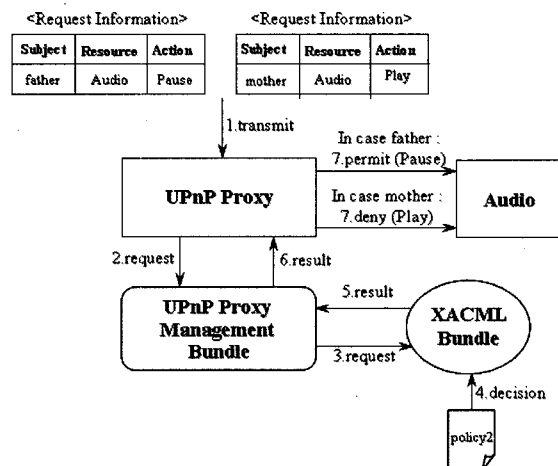 <Request Information>
Subject Resource Action
father Audio Pause
<Request Information>
Subject Resource Action
mother Audio Play
1.transmit
In case father :
7.permit (Pause)
UPnP Proxy
In case mother :
7.deny (Play)
Audio
2.request
6.result
UPnP Proxy
Management
Bundle
5.result
3.request
XACML
Bundle
4.decision
policy2